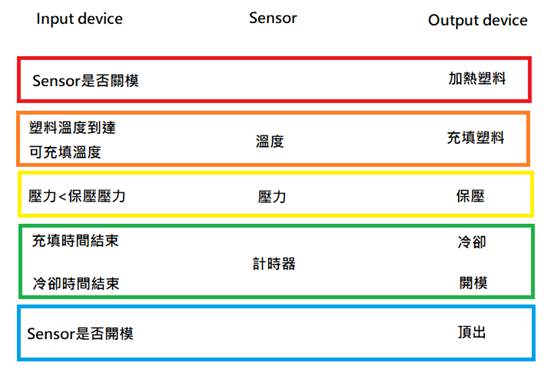 Input device Sensor Output device
Sensor是否關模 加熱塑料
塑料溫度到達
可充填溫度 溫度 充填塑料
壓力<保壓壓力 壓力 保壓
充填時間結束 冷卻
計時器
冷卻時間結束 開模
Sensor是否開模 頂出